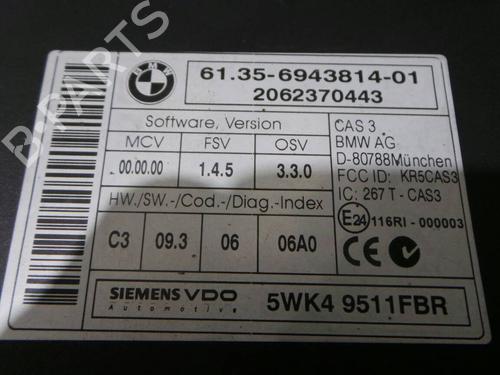 BMW
61.35-6943814-01
2062370443
Software, Version
MCV FSV OSV
00.00.00 1.4.5 3.3.0
HW./SW.-/Cod.-/Diag.-Index
C3 09.3 06 06A0
CAS 3
BMW AG
D-80788München
FCC ID: KR5CAS3
IC: 267 T - CAS3
E24 116RI - 000003
CE
SIEMENS VDO
Automotive
5WK4 9511FBR
B-PARTS